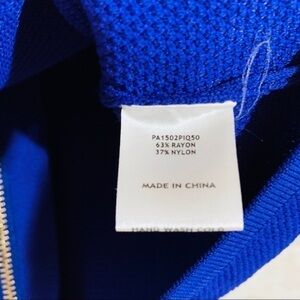 PA1502PIQ50
63% RAYON
37% NYLON
MADE IN CHINA
HAND WASH COLD